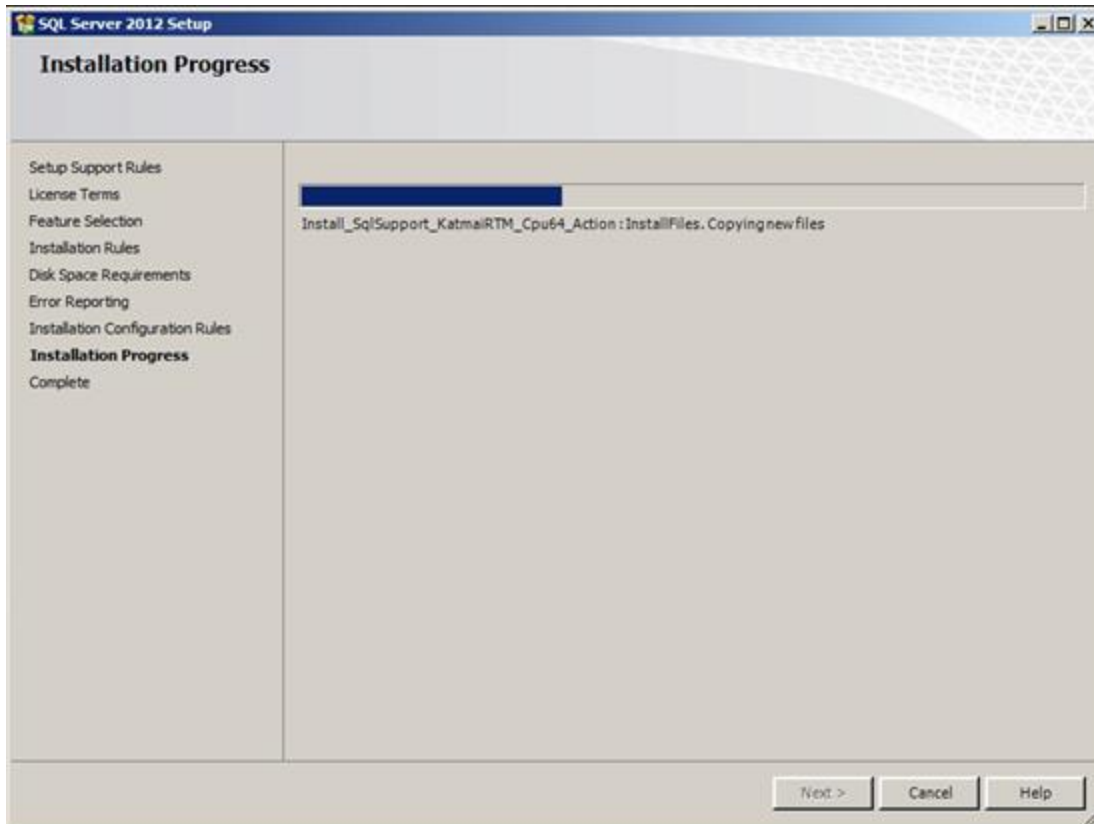 SQL Server 2012 Setup
Installation Progress
Setup Support Rules
License Terms
Feature Selection
Installation Rules
Disk Space Requirements
Error Reporting
Installation Configuration Rules
Installation Progress
Complete
Install_SqlSupport_KatmaiRTM_Cpu64_Action : InstallFiles. Copying new files
Next >
Cancel
Help